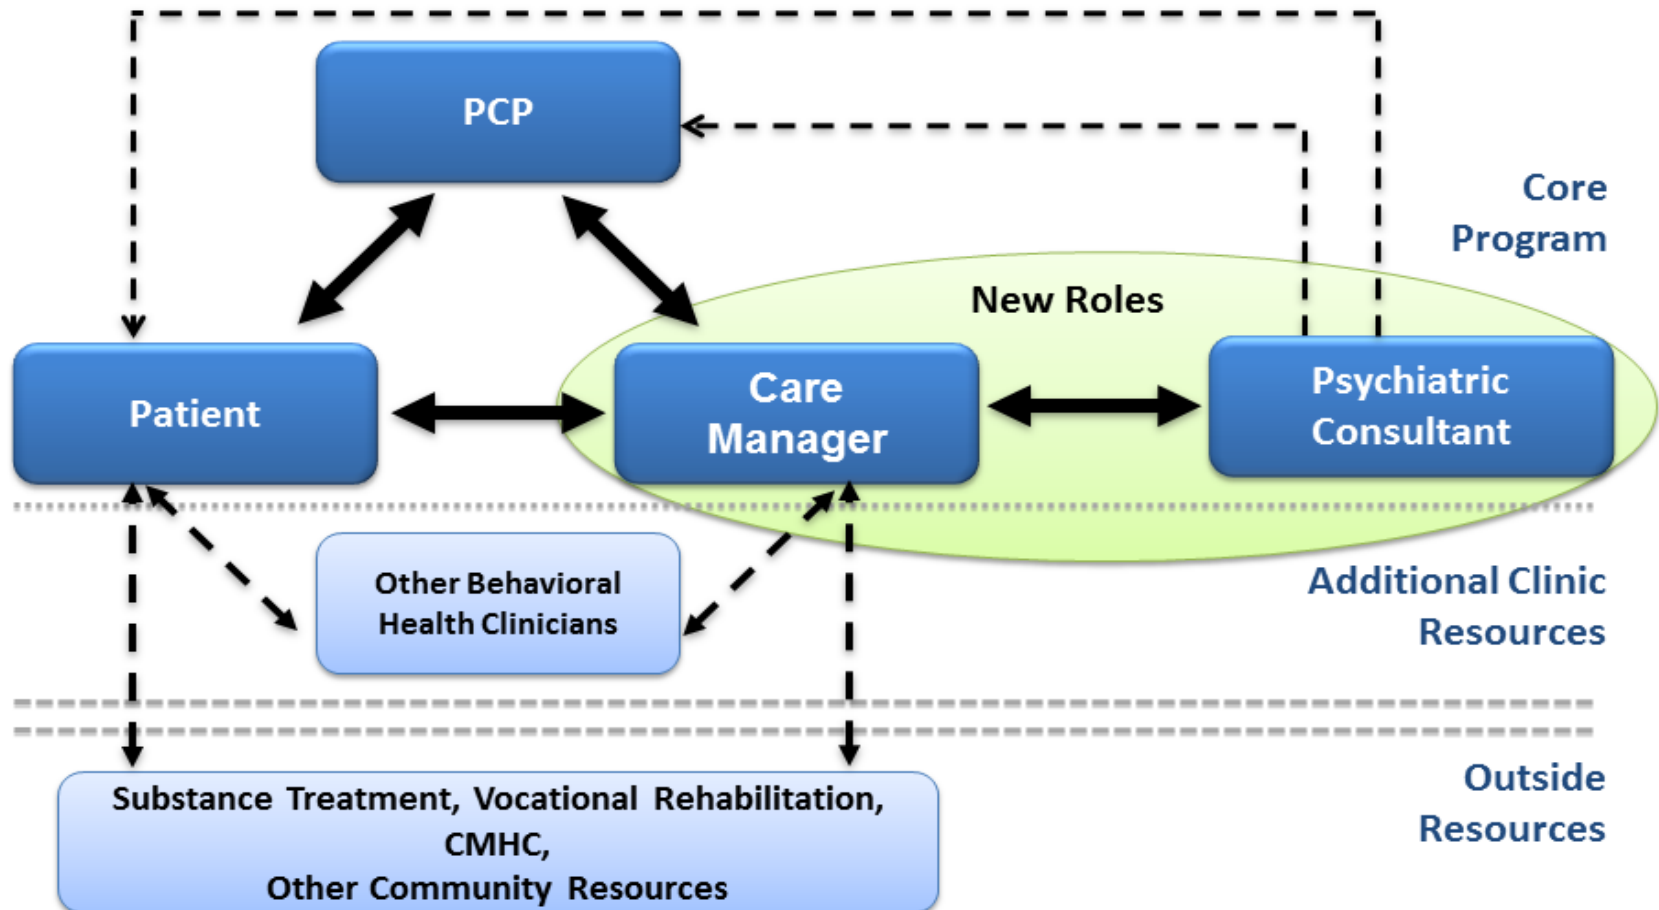 PCP
Core
Program
New Roles
Patient
Care
Manager
Psychiatric
Consultant
Other Behavioral
Health Clinicians
Additional Clinic
Resources
Substance Treatment, Vocational Rehabilitation,
CMHC,
Other Community Resources
Outside
Resources